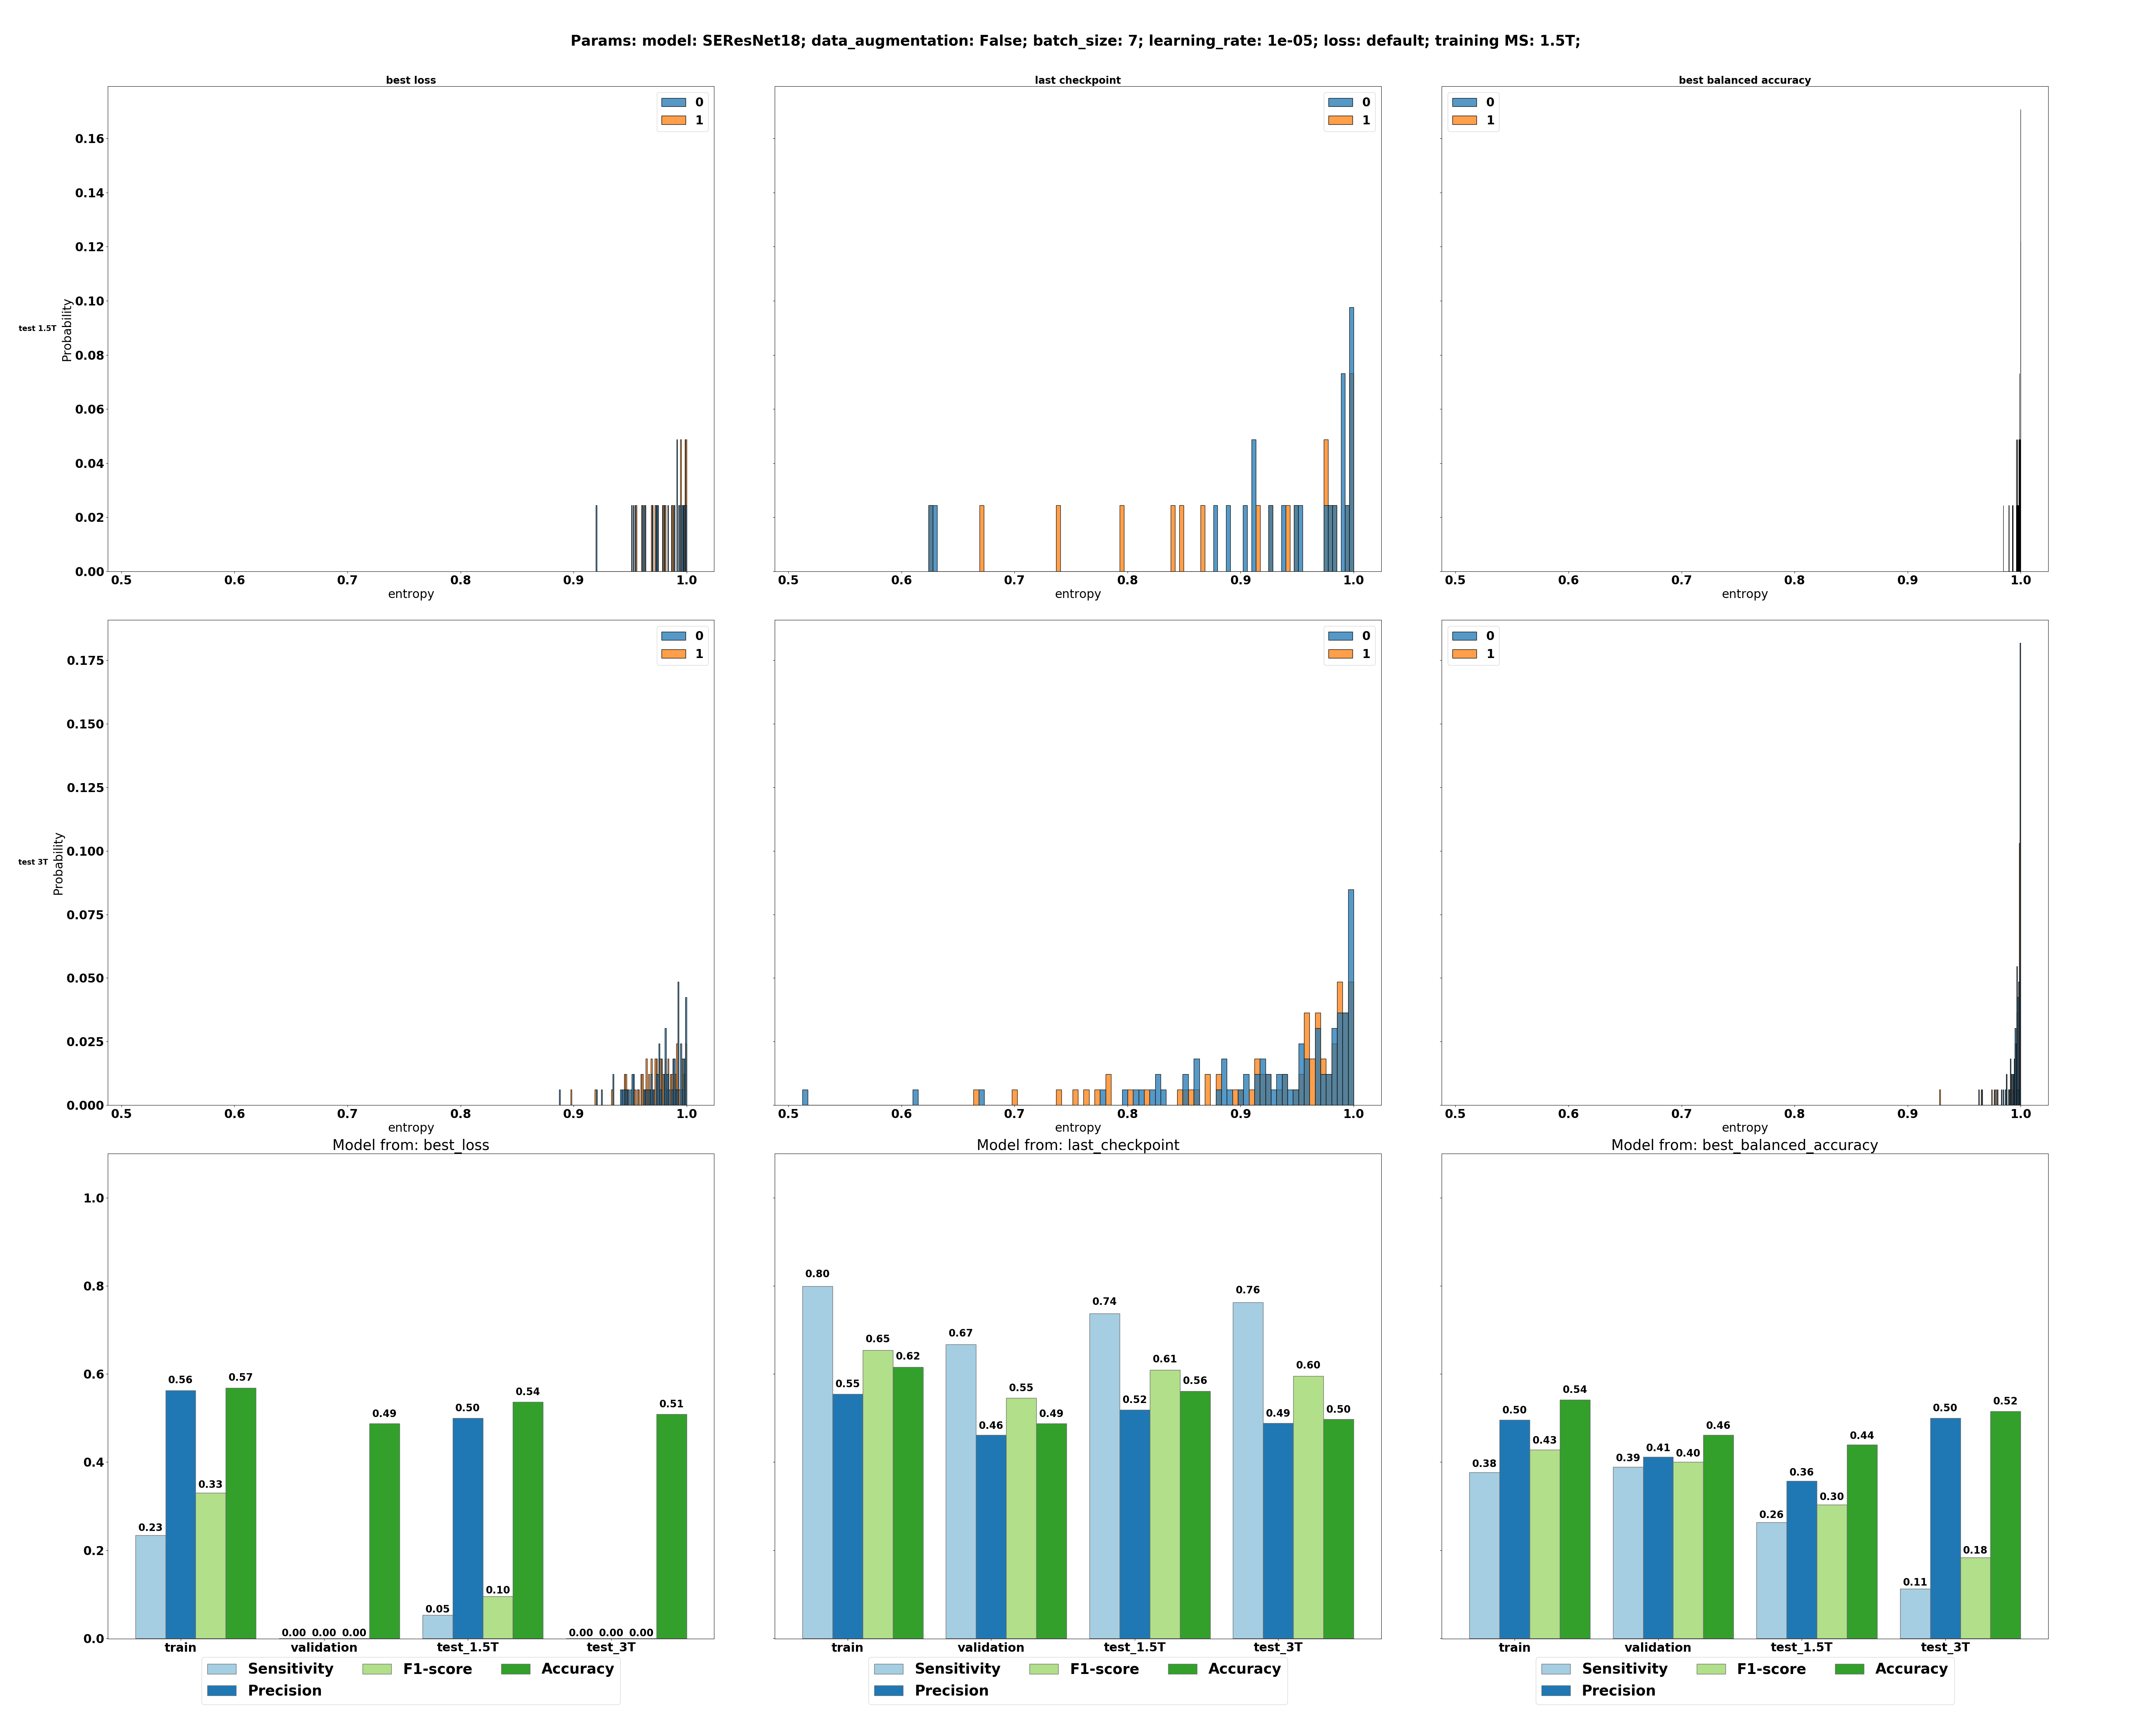 Params: model: SEResNet18; data_augmentation: False; batch_size: 7; learning_rate: 1e-05; loss: default; training MS: 1.5T;
best loss
last checkpoint
best balanced accuracy
0
1
0
1
0
1
test 1.5T
Probability
0.16
0.14
0.12
0.10
0.08
0.06
0.04
0.02
0.00
0.5 0.6 0.7 0.8 0.9 1.0
0.5 0.6 0.7 0.8 0.9 1.0
0.5 0.6 0.7 0.8 0.9 1.0
entropy
entropy
entropy
0
1
0
1
0
1
test 3T
Probability
0.175
0.150
0.125
0.100
0.075
0.050
0.025
0.000
0.5 0.6 0.7 0.8 0.9 1.0
0.5 0.6 0.7 0.8 0.9 1.0
0.5 0.6 0.7 0.8 0.9 1.0
entropy
entropy
entropy
Model from: best_loss
1.0
0.8
0.6
0.4
0.2
0.0
0.23 0.56 0.33 0.57
0.00 0.00 0.00 0.49
0.05 0.50 0.10 0.54
0.00 0.00 0.00 0.51
train validation test_1.5T test_3T
Sensitivity F1-score Accuracy
Precision
Model from: last_checkpoint
0.80 0.55 0.65 0.62
0.67 0.46 0.55 0.49
0.74 0.52 0.61 0.56
0.76 0.49 0.60 0.50
train validation test_1.5T test_3T
Sensitivity F1-score Accuracy
Precision
Model from: best_balanced_accuracy
0.38 0.50 0.43 0.54
0.39 0.41 0.40 0.46
0.26 0.36 0.30 0.44
0.11 0.50 0.18 0.52
train validation test_1.5T test_3T
Sensitivity F1-score Accuracy
Precision